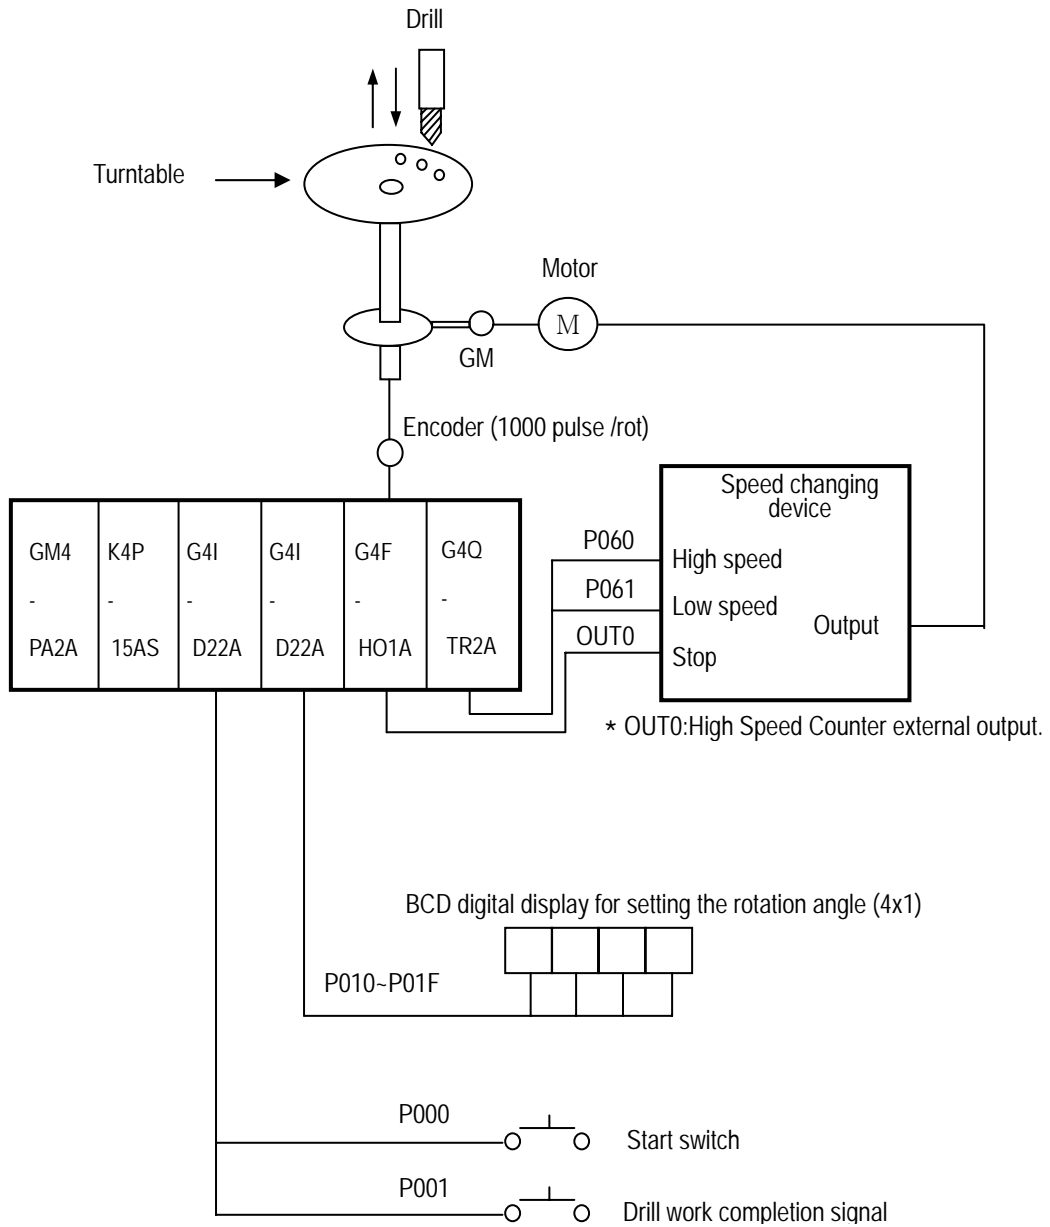 Drill
Turntable
Motor
M
GM
Encoder (1000 pulse /rot)
Speed changing
device
GM4
-
PA2A
K4P
-
15AS
G4I
-
D22A
G4I
-
D22A
G4F
-
HO1A
G4Q
-
TR2A
P060
P061
OUT0
High speed
Low speed
Stop
Output
* OUT0:High Speed Counter external output.
BCD digital display for setting the rotation angle (4x1)
P010~P01F
P000
Start switch
P001
Drill work completion signal